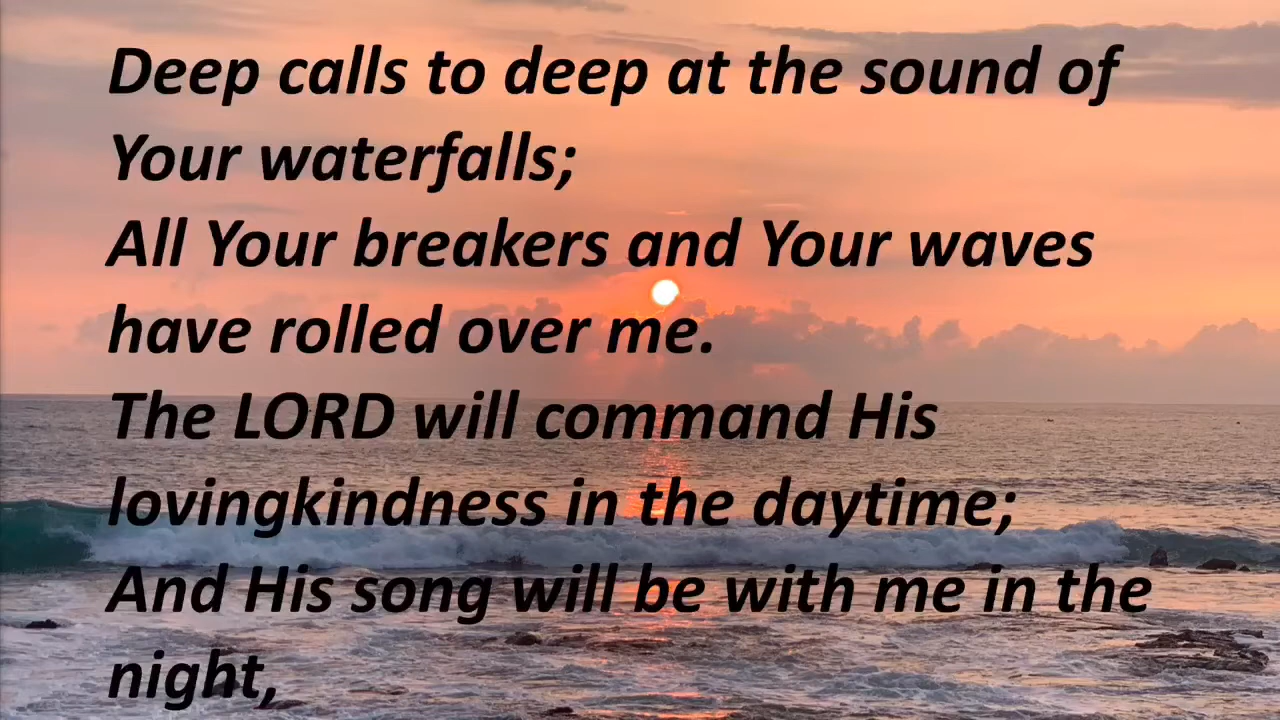 Deep calls to deep at the sound of
Your waterfalls;
All Your breakers and Your waves
have rolled over me.
The LORD will command His
lovingkindness in the daytime;
And His song will be with me in the
night,